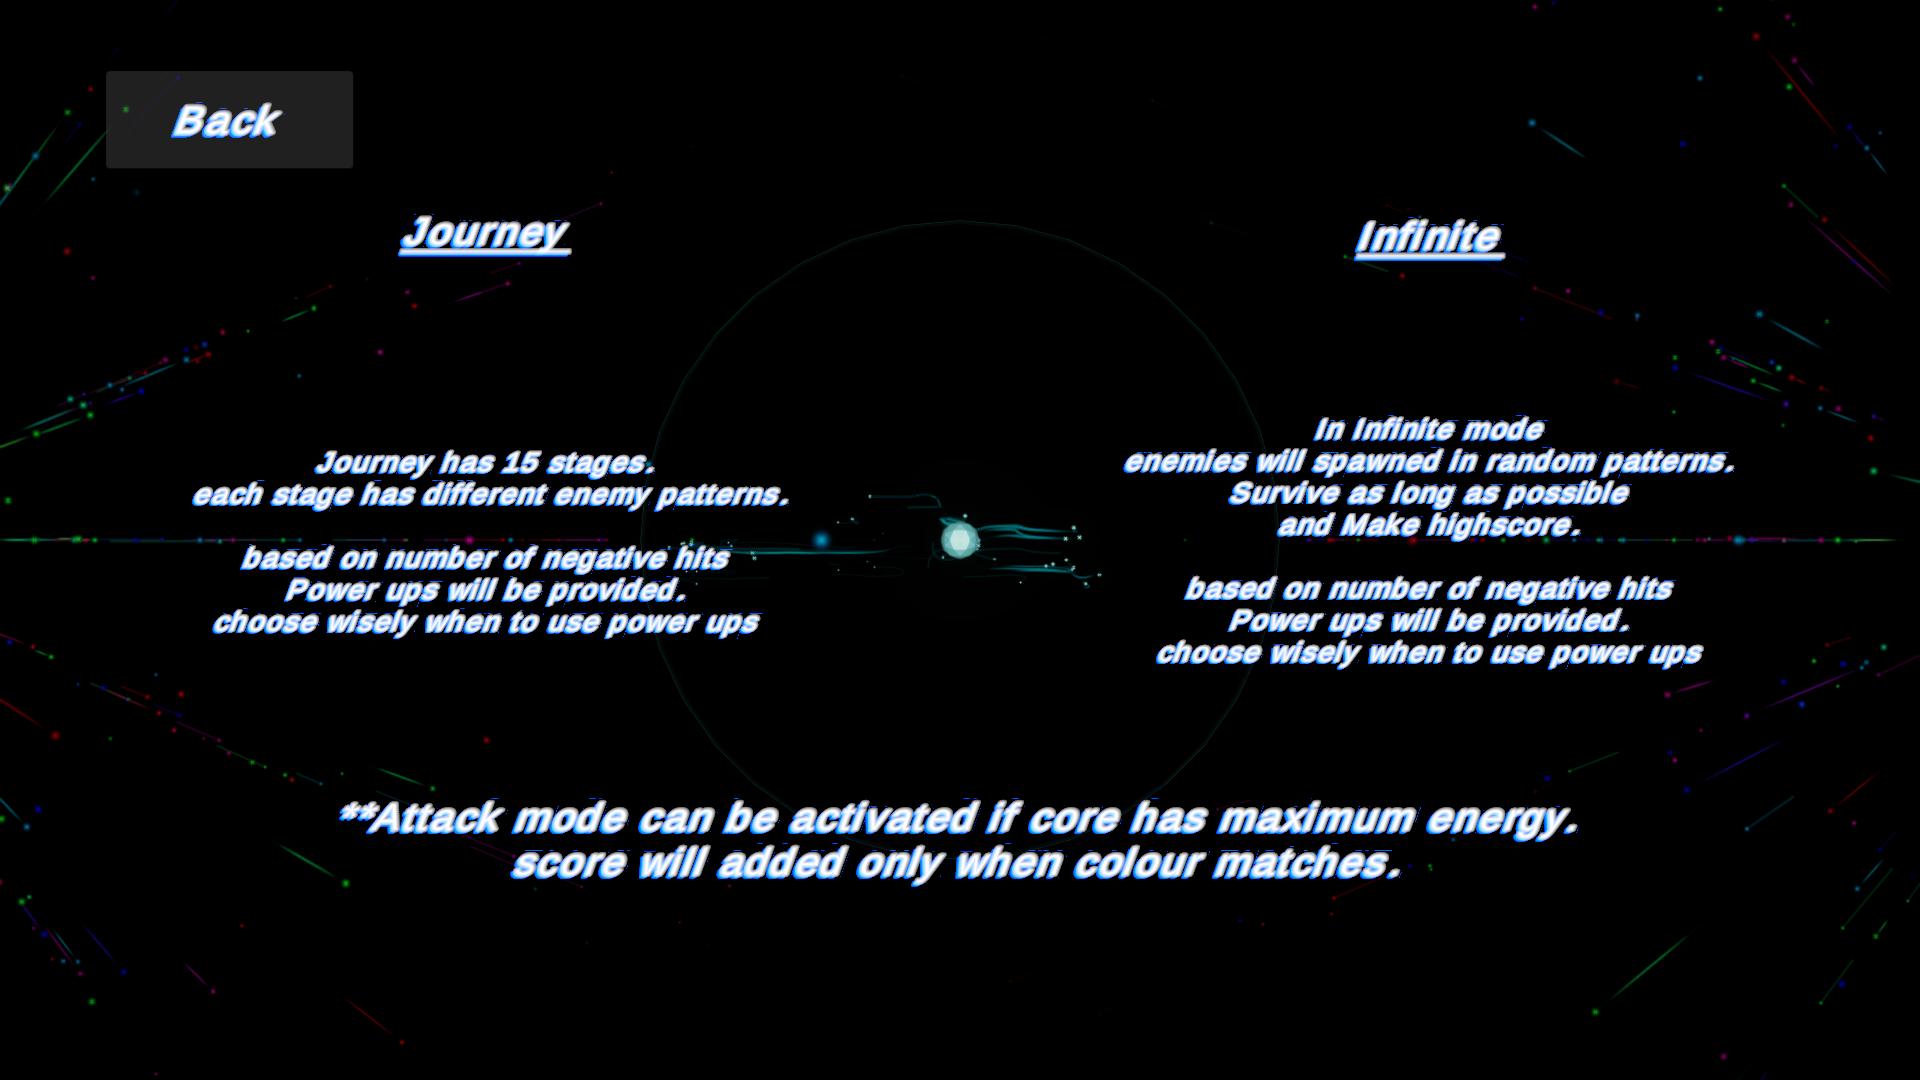 Back
Journey
Journey has 15 stages.
each stage has different enemy patterns.
based on number of negative hits
Power ups will be provided.
choose wisely when to use power ups
Infinite
In Infinite mode
enemies will spawned in random patterns.
Survive as long as possible
and Make highscore.
based on number of negative hits
Power ups will be provided.
choose wisely when to use power ups
**Attack mode can be activated if core has maximum energy.
score will added only when colour matches.